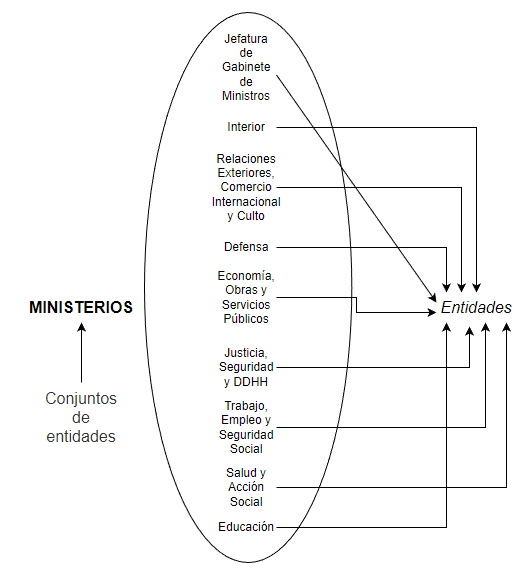 Jefatura
de
Gabinete
de
Ministros
Interior
Relaciones
Exteriores,
Comercio
Internacional
y Culto
Defensa
Economía,
Obras y
Servicios
Públicos
MINISTERIOS
Entidades
Justicia,
Seguridad
y DDHH
Conjuntos
de
entidades
Trabajo,
Empleo y
Seguridad
Social
Salud y
Acción
Social
Educación